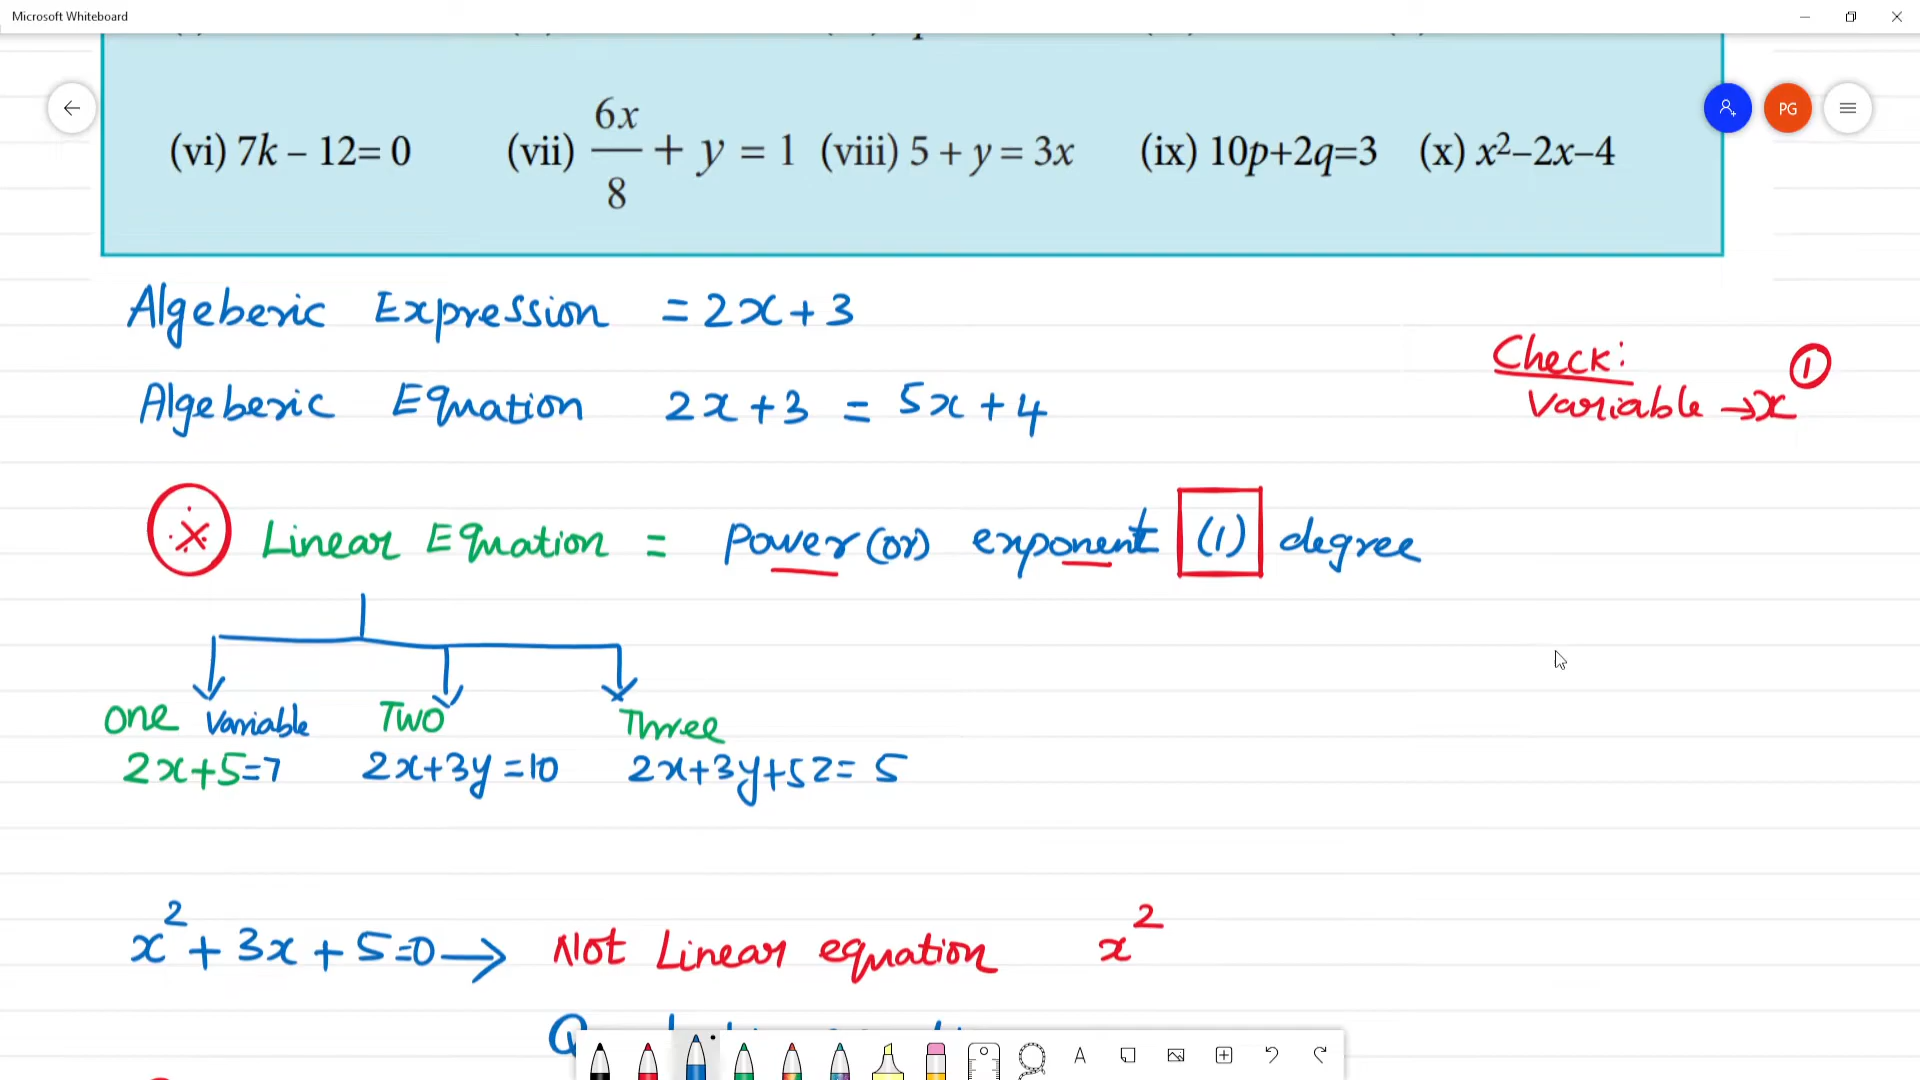 Microsoft Whiteboard
PG
(vi) 7k – 12= 0 (vii) 6x/8 + y = 1 (viii) 5 + y = 3x (ix) 10p+2q=3 (x) x²–2x–4
Algeberic Expression = 2x+3
Check:
Algeberic Equation 2x+3 = 5x+4
Variable → x ①
Linear Equation = Power (or) exponent (1) degree
One Variable Two Three
2x+5=7 2x+3y=10 2x+3y+5z= 5
x² + 3x + 5=0 → Not Linear equation x²
A